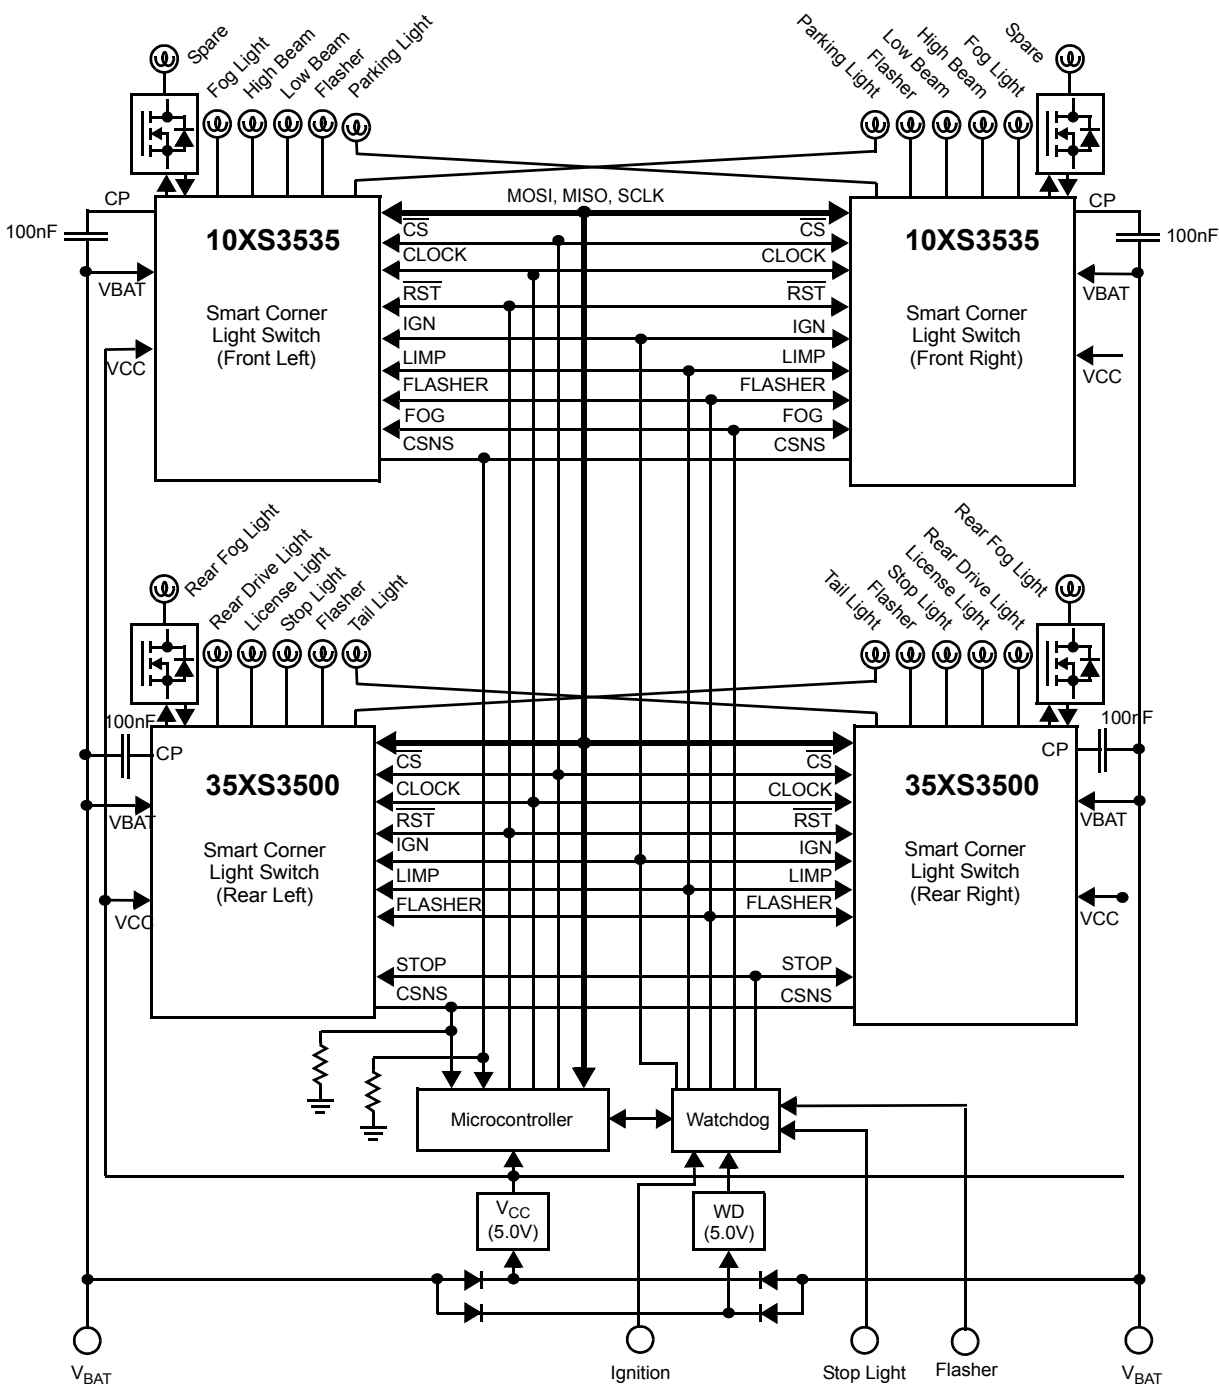 Spare
Fog Light
High Beam
Low Beam
Flasher
Parking Light
Parking Light
Flasher
Low Beam
High Beam
Fog Light
Spare
CP
100nF
VBAT
VCC
10XS3535
Smart Corner
Light Switch
(Front Left)
MOSI, MISO, SCLK
CS
CS
CLOCK
CLOCK
RST
RST
IGN
IGN
LIMP
LIMP
FLASHER
FLASHER
FOG
FOG
CSNS
CSNS
10XS3535
Smart Corner
Light Switch
(Front Right)
CP
100nF
VBAT
VCC
Rear Fog Light
Rear Drive Light
License Light
Stop Light
Flasher
Tail Light
Tail Light
Flasher
Stop Light
License Light
Rear Drive Light
Rear Fog Light
100nF
CP
VBAT
VCC
35XS3500
Smart Corner
Light Switch
(Rear Left)
CS
CS
CLOCK
CLOCK
RST
RST
IGN
IGN
LIMP
LIMP
FLASHER
FLASHER
STOP
STOP
CSNS
CSNS
100nF
CP
35XS3500
Smart Corner
Light Switch
(Rear Right)
VBAT
VCC
Microcontroller
Watchdog
VCC
(5.0V)
WD
(5.0V)
VBAT
Ignition
Stop Light
Flasher
VBAT